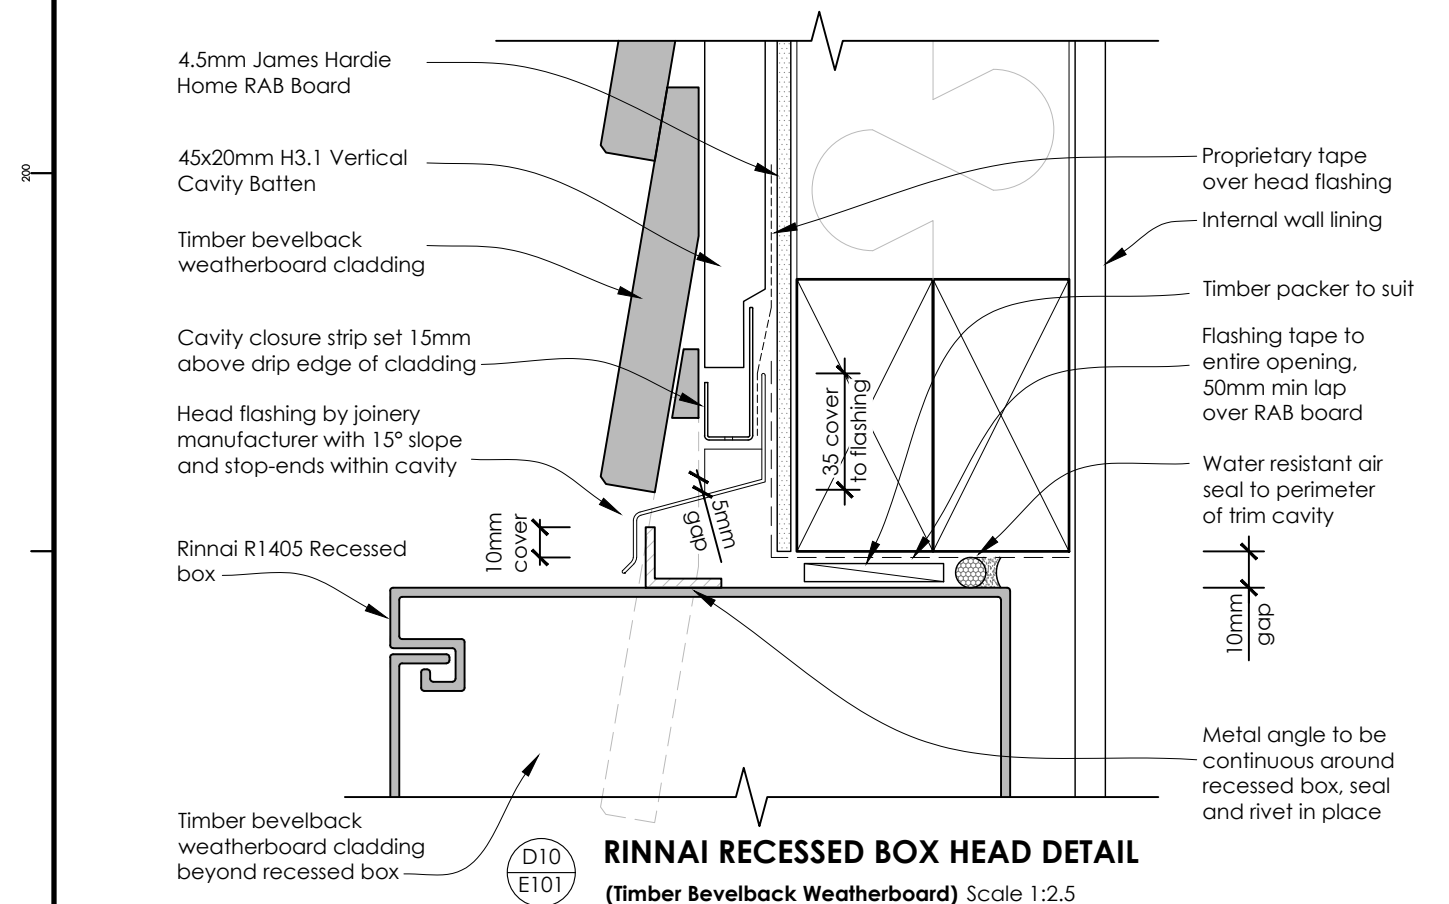 4.5mm James Hardie
Home RAB Board
45x20mm H3.1 Vertical
Cavity Batten
Timber bevelback
weatherboard cladding
Cavity closure strip set 15mm
above drip edge of cladding
Head flashing by joinery
manufacturer with 15° slope
and stop-ends within cavity
Rinnai R1405 Recessed
box
Timber bevelback
weatherboard cladding
beyond recessed box
200
10mm
cover
5mm
gap
35 cover
to flashing
Proprietary tape
over head flashing
Internal wall lining
Timber packer to suit
Flashing tape to
entire opening,
50mm min lap
over RAB board
Water resistant air
seal to perimeter
of trim cavity
10mm
gap
Metal angle to be
continuous around
recessed box, seal
and rivet in place
D10
E101
RINNAI RECESSED BOX HEAD DETAIL
(Timber Bevelback Weatherboard) Scale 1:2.5